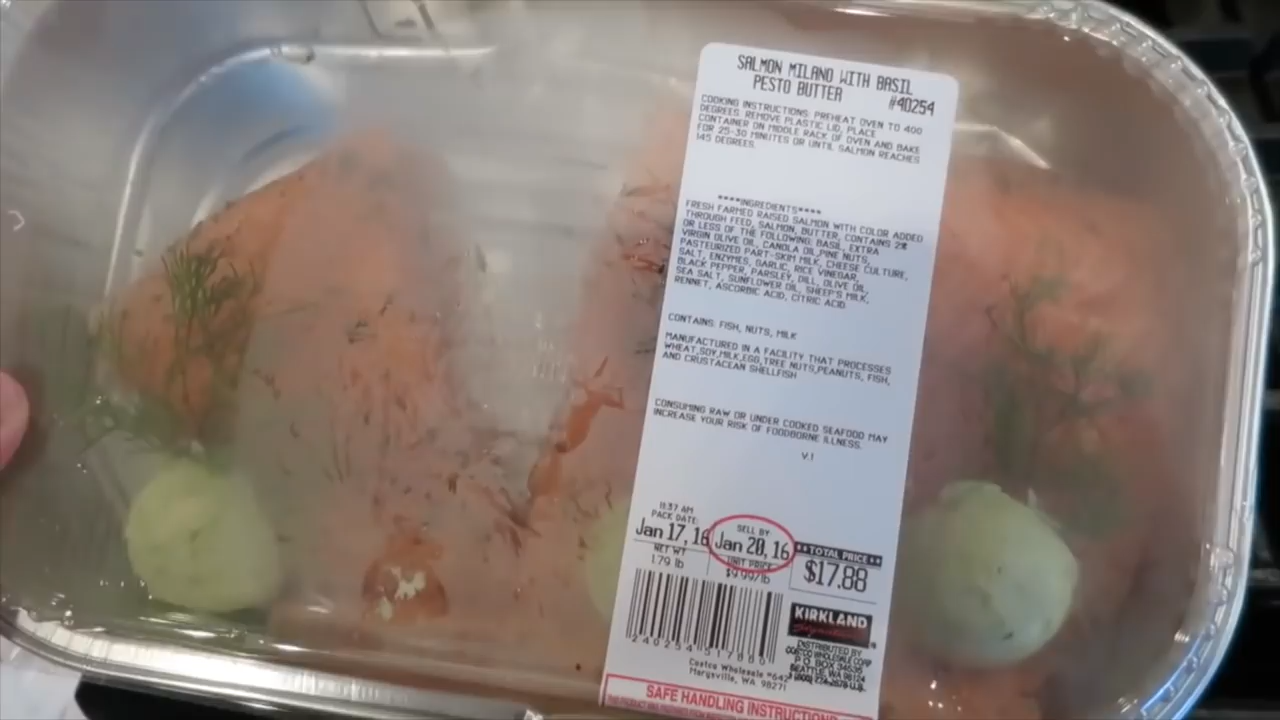 SALMON MILANO WITH BASIL
PESTO BUTTER #40254
COOKING INSTRUCTIONS: PREHEAT OVEN TO 400
DEGREES REMOVE PLASTIC LID, PLACE
CONTAINER ON MIDDLE RACK OF OVEN AND BAKE
FOR 25-30 MINUTES OR UNTIL SALMON REACHES
145 DEGREES.
****INGREDIENTS****
FRESH FARMED RAISED SALMON WITH COLOR ADDED
THROUGH FEED, SALMON, BUTTER, CONTAINS 2%
OR LESS OF THE FOLLOWING: BASIL, EXTRA
VIRGIN OLIVE OIL, CANOLA OIL, PINE NUTS,
PASTEURIZED PART-SKIM MILK, CHEESE CULTURE,
SALT, ENZYMES, GARLIC, RICE VINEGAR,
BLACK PEPPER, PARSLEY, DILL, OLIVE OIL,
SEA SALT, SUNFLOWER OIL, SHEEP'S MILK,
RENNET, ASCORBIC ACID, CITRIC ACID
CONTAINS: FISH, NUTS, MILK
MANUFACTURED IN A FACILITY THAT PROCESSES
WHEAT,SOY,MILK,EGG,TREE NUTS,PEANUTS, FISH,
AND CRUSTACEAN SHELLFISH
CONSUMING RAW OR UNDER COOKED SEAFOOD MAY
INCREASE YOUR RISK OF FOODBORNE ILLNESS.
V.1
11:37 AM
PACK DATE: SELL BY
Jan 17, 16 Jan 20, 16 **TOTAL PRICE**
NET WT UNIT PRICE $17.88
1.79 lb $9.99/lb
KIRKLAND
Signature
2 40254 517880
DISTRIBUTED BY
COSTCO WHOLESALE CORP
P.O. BOX 34535
SEATTLE, WA 98124
Costco Wholesale #642
Marysville, WA 98271
SAFE HANDLING INSTRUCTIONS